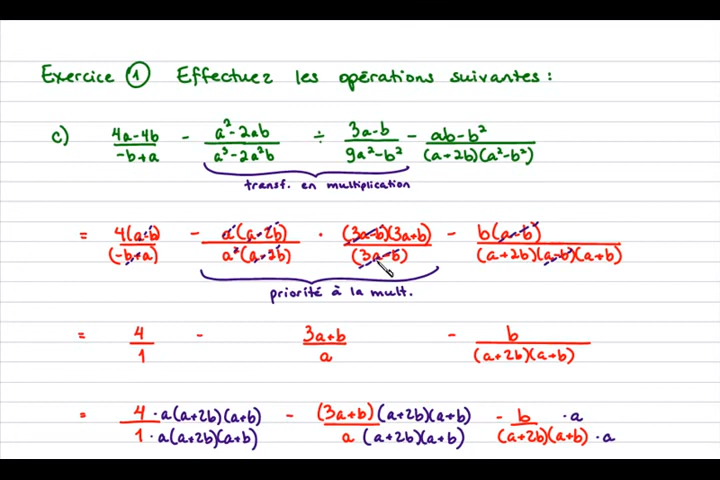 Exercice ① Effectuez les opérations suivantes :
c) (4a-4b)/(-b+a) - (a²-2ab)/(a³-2a²b) ÷ (3a-b)/(9a²-b²) - (ab-b²)/((a+2b)(a²-b²))
transf. en multiplication
= 4(a-b)/(-b+a) - a(a-2b)/(a²(a-2b)) · (3a-b)(3a+b)/(3a-b) - b(a-b)/((a+2b)(a-b)(a+b))
priorité à la mult.
= 4/1 - (3a+b)/a - b/((a+2b)(a+b))
= (4 · a(a+2b)(a+b))/(1 · a(a+2b)(a+b)) - ((3a+b)(a+2b)(a+b))/(a(a+2b)(a+b)) - (b · a)/((a+2b)(a+b) · a)